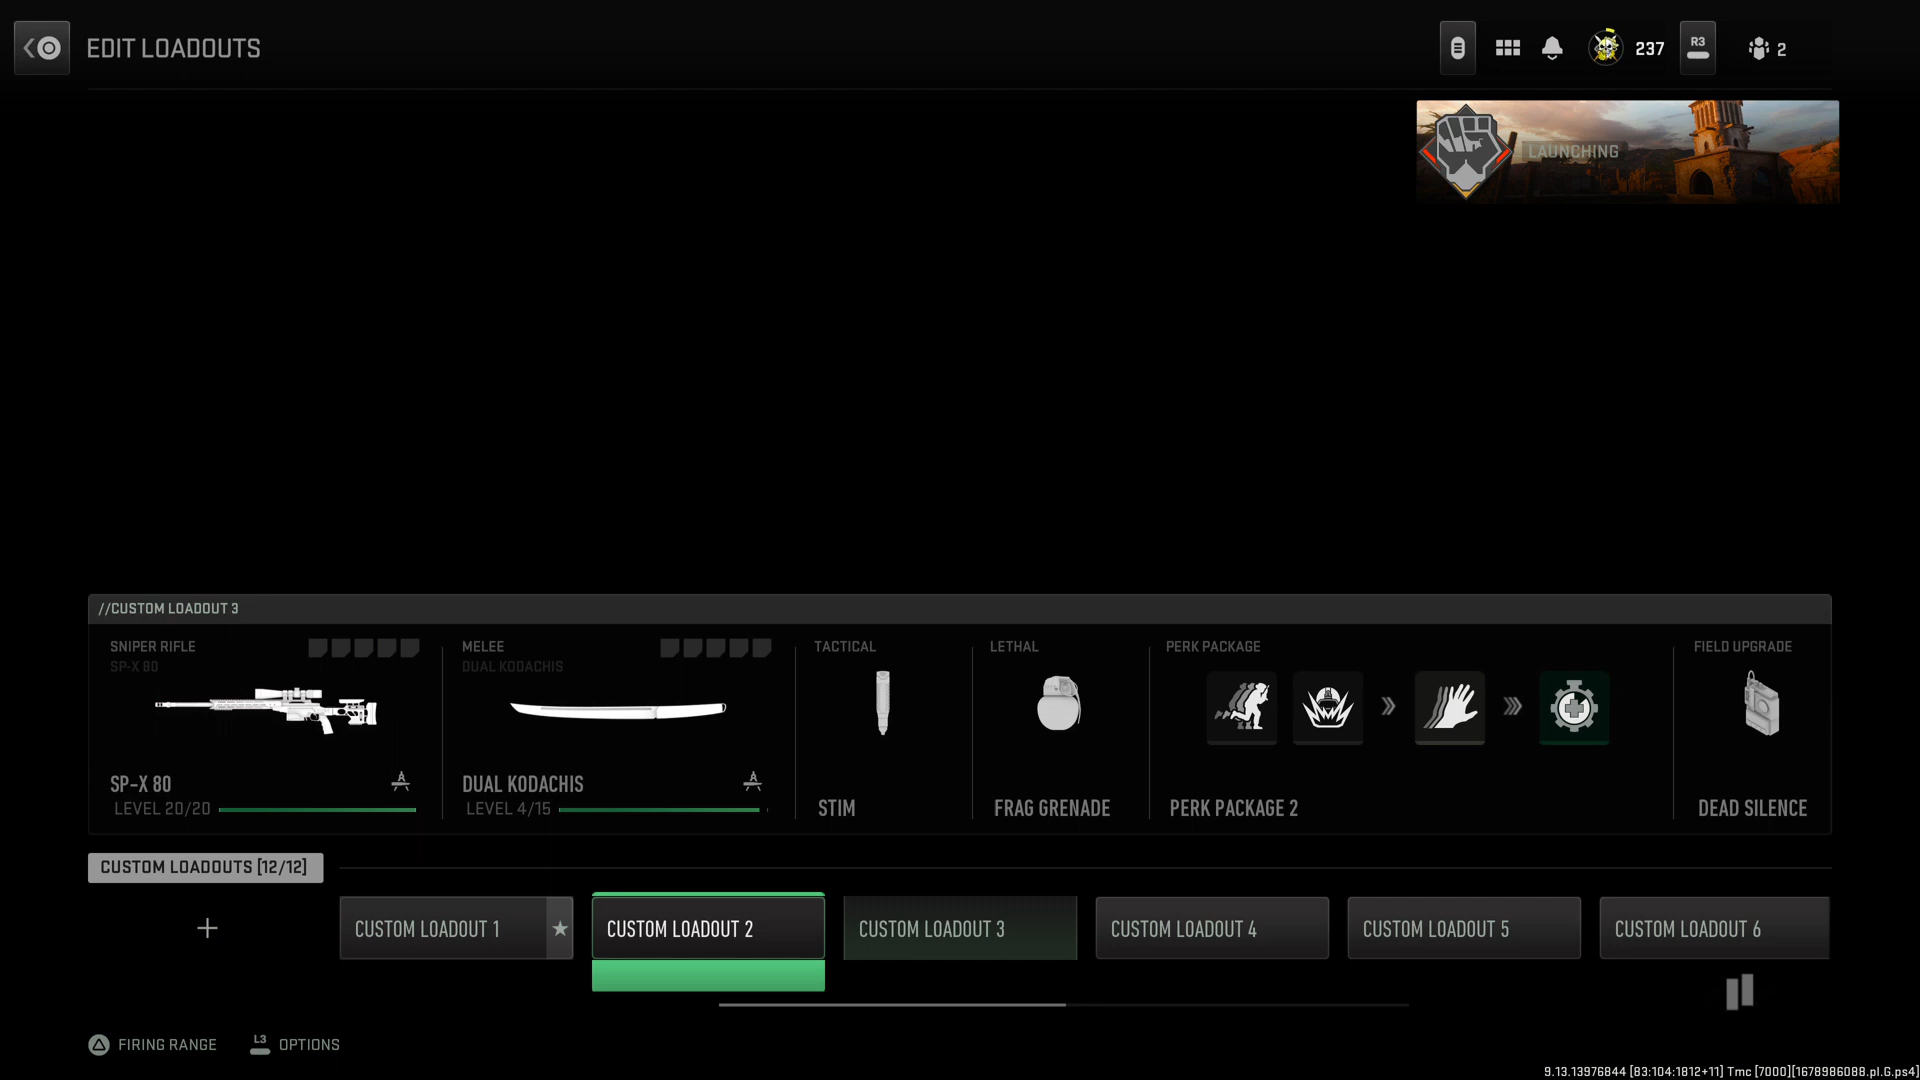 EDIT LOADOUTS
237
R3
2
LAUNCHING
//CUSTOM LOADOUT 3
SNIPER RIFLE
SP-X 80
MELEE
DUAL KODACHIS
TACTICAL
LETHAL
PERK PACKAGE
FIELD UPGRADE
SP-X 80
LEVEL 20/20
DUAL KODACHIS
LEVEL 4/15
STIM
FRAG GRENADE
PERK PACKAGE 2
DEAD SILENCE
CUSTOM LOADOUTS [12/12]
CUSTOM LOADOUT 1
CUSTOM LOADOUT 2
CUSTOM LOADOUT 3
CUSTOM LOADOUT 4
CUSTOM LOADOUT 5
CUSTOM LOADOUT 6
FIRING RANGE
L3
OPTIONS
9.13.13976844 [83:104:1812+11] Tmc [7000][1678986088.pl.G.ps4]